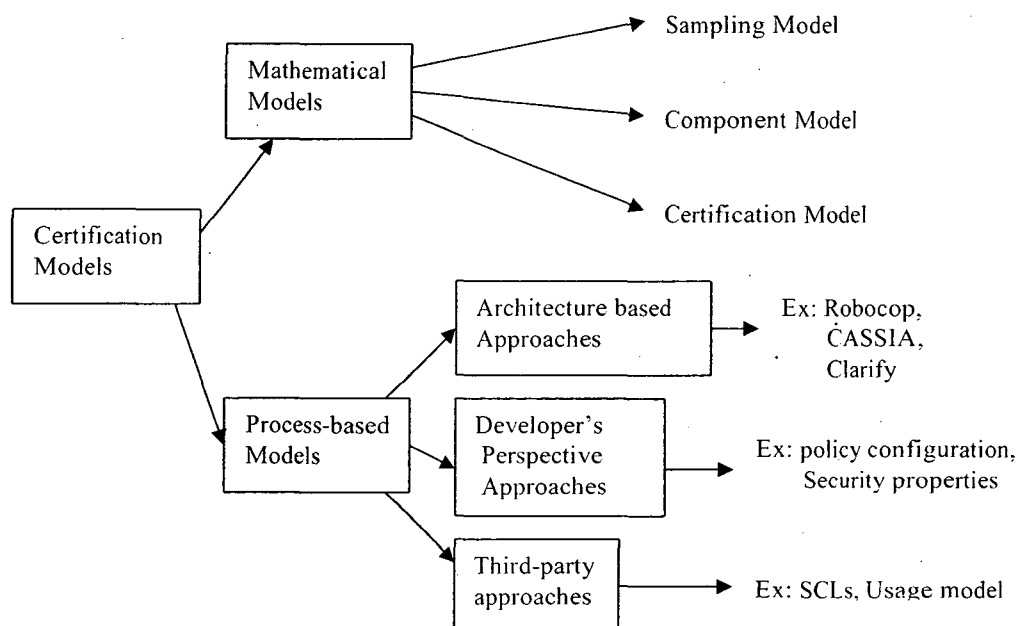 Sampling Model
Mathematical
Models
Component Model
Certification Model
Certification
Models
Architecture based
Approaches
Ex: Robocop,
CASSIA,
Clarify
Process-based
Models
Developer's
Perspective
Approaches
Ex: policy configuration,
Security properties
Third-party
approaches
Ex: SCLs, Usage model